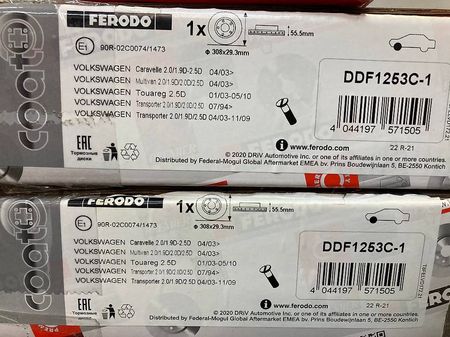 coat
FERODO
1x
ø 308x29.3mm
55.5mm
E1
90R-02C0074/1473
VOLKSWAGEN Caravelle 2.0/1.9D-2.5D 04/03>
VOLKSWAGEN Multivan 2.0/1.9D/2.0D/2.5D 04/03>
VOLKSWAGEN Touareg 2.5D 01/03-05/10
VOLKSWAGEN Transporter 2.0/1.9D/2.0D/2.5D 07/94>
VOLKSWAGEN Transporter 2.0/1.9D-2.5D 04/03-11/09
DDF1253C-1
4 044197 571505
EAC
Тормозные
диски
i www.ferodo.com
22 R-21
© 2020 DRiV Automotive Inc. or one of its affiliates in one or more countries.
Distributed by Federal-Mogul Global Aftermarket EMEA bv. Prins Boudewijnlaan 5, BE-2550 Kontich
coat
FERODO
1x
ø 308x29.3mm
55.5mm
E1
90R-02C0074/1473
VOLKSWAGEN Caravelle 2.0/1.9D-2.5D 04/03>
VOLKSWAGEN Multivan 2.0/1.9D/2.0D/2.5D 04/03>
VOLKSWAGEN Touareg 2.5D 01/03-05/10
VOLKSWAGEN Transporter 2.0/1.9D/2.0D/2.5D 07/94>
VOLKSWAGEN Transporter 2.0/1.9D-2.5D 04/03-11/09
DDF1253C-1
4 044197 571505
EAC
Тормозные
диски
i www.ferodo.com
22 R-21
© 2020 DRiV Automotive Inc. or one of its affiliates in one or more countries.
Distributed by Federal-Mogul Global Aftermarket EMEA bv. Prins Boudewijnlaan 5, BE-2550 Kontich